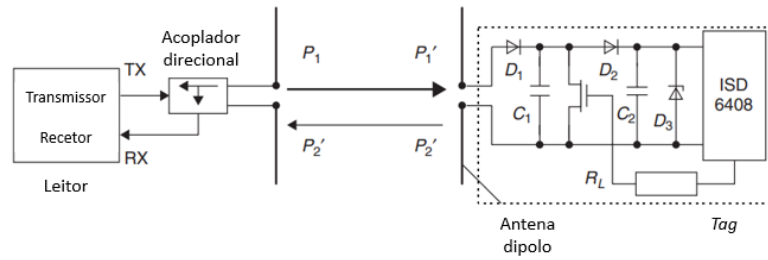 Acoplador
direcional
TX
Transmissor
Recetor
RX
Leitor
P₁
P₁′
P₂′
P₂′
D₁
D₂
C₁
C₂
D₃
ISD
6408
R_L
Antena
dipolo
Tag